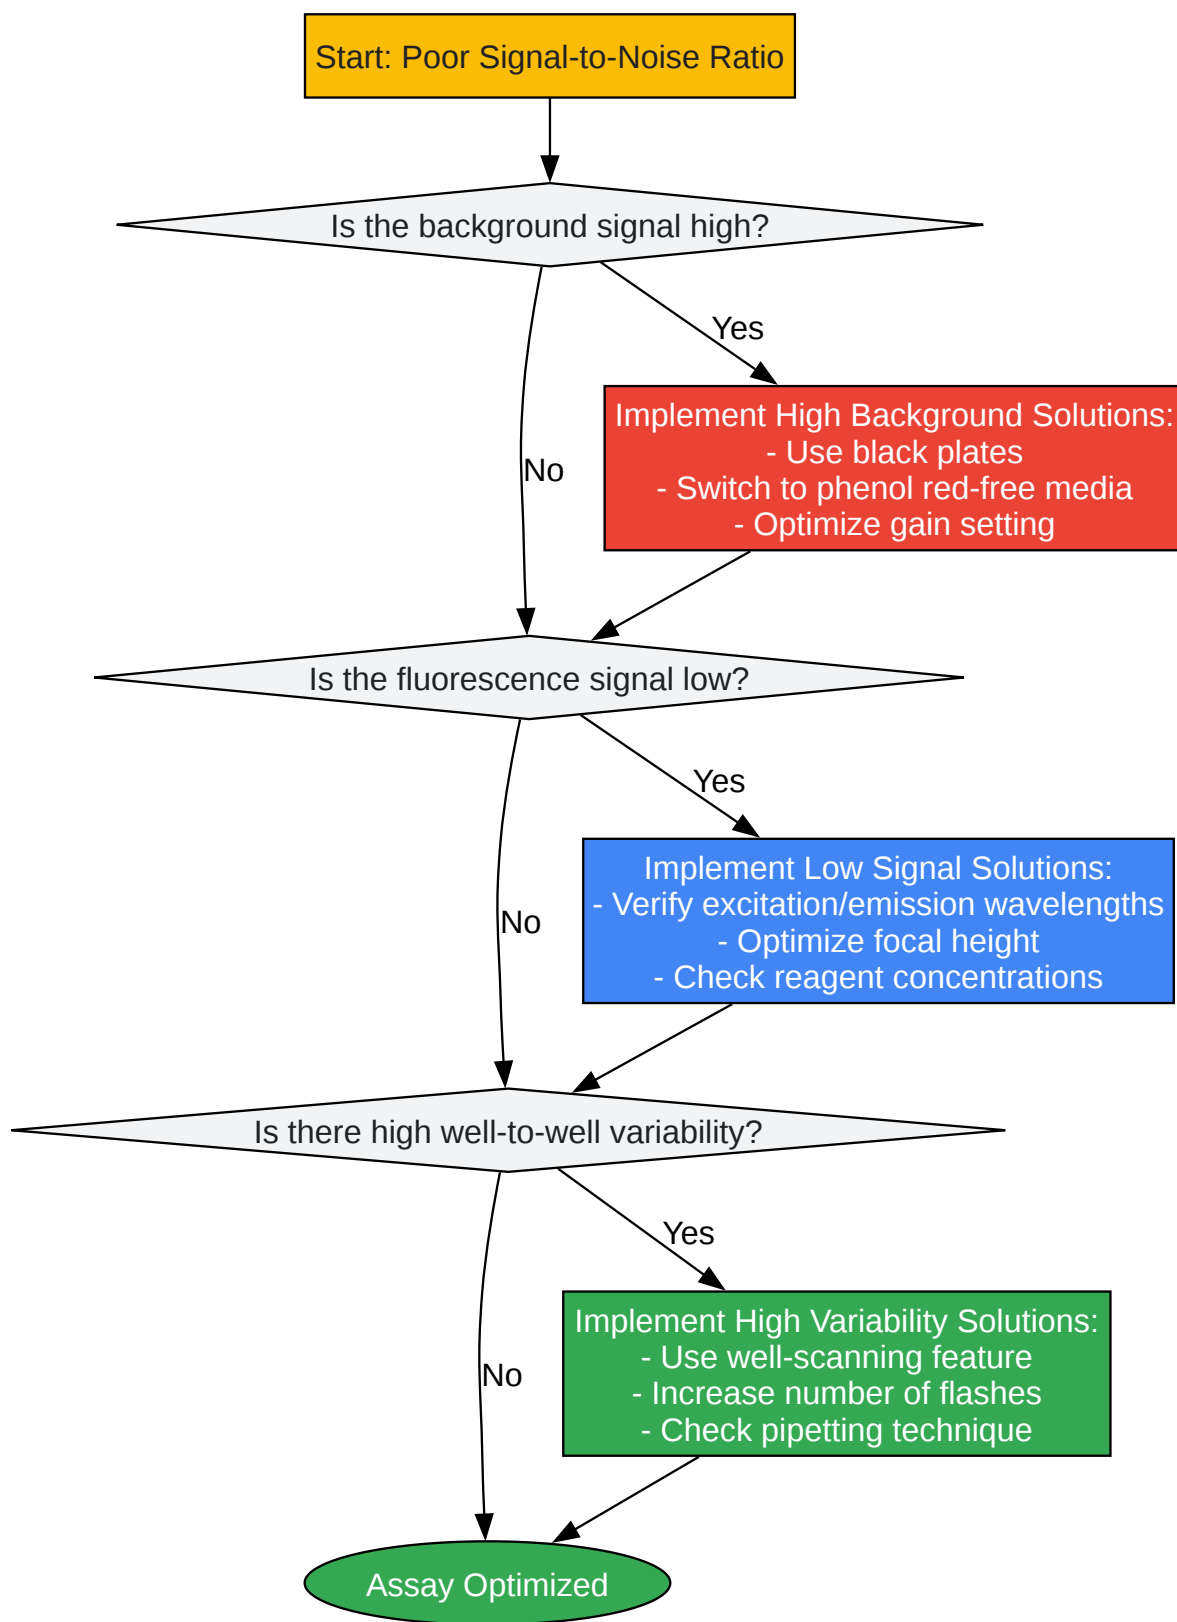 Start: Poor Signal-to-Noise Ratio
Is the background signal high?
Yes
Implement High Background Solutions:
- Use black plates
- Switch to phenol red-free media
- Optimize gain setting
No
Is the fluorescence signal low?
Yes
Implement Low Signal Solutions:
- Verify excitation/emission wavelengths
- Optimize focal height
- Check reagent concentrations
No
Is there high well-to-well variability?
Yes
Implement High Variability Solutions:
- Use well-scanning feature
- Increase number of flashes
- Check pipetting technique
No
Assay Optimized